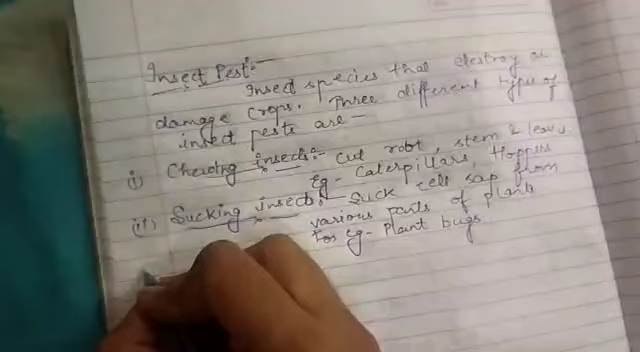 Insect Pest:-
Insect species that destroy or
damage crops. Three different type of
insect pests are -
(i) Chewing insects:- cut root, stem & leaves.
Eg- Caterpillars, Hoppers
(ii) Sucking insects:- suck cell sap from
various parts of plants
for eg- plant bugs